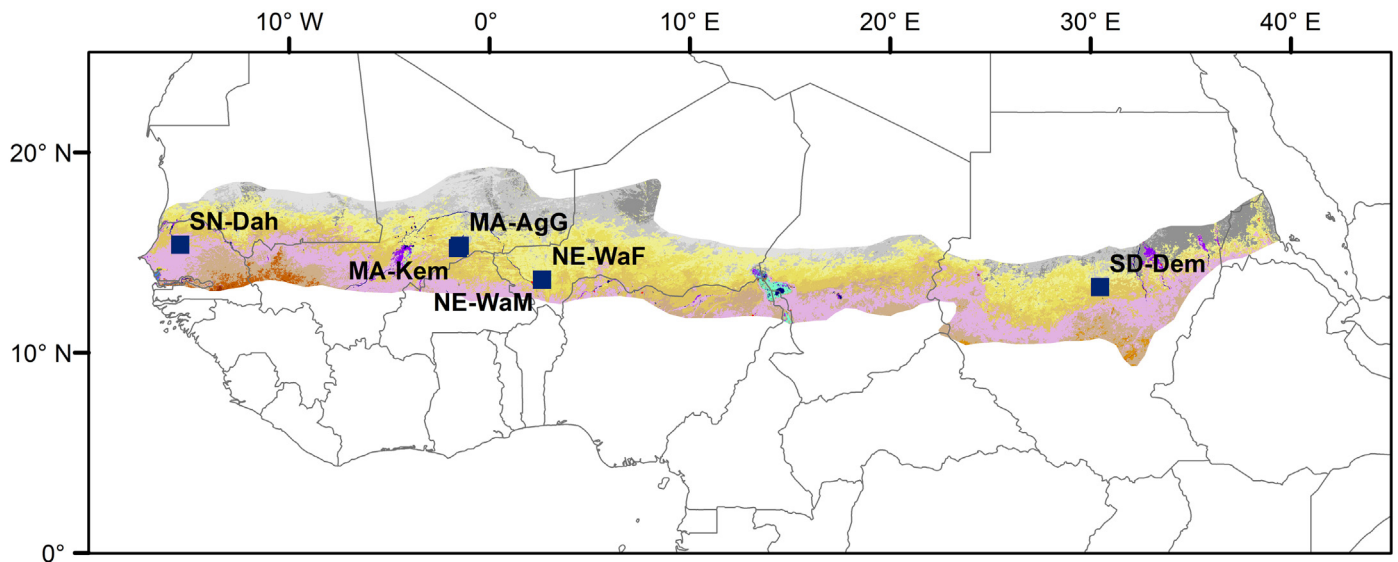 10° W 0° 10° E 20° E 30° E 40° E
20° N
SN-Dah MA-AgG
NE-WaF
MA-Kem SD-Dem
NE-WaM
10° N
0°